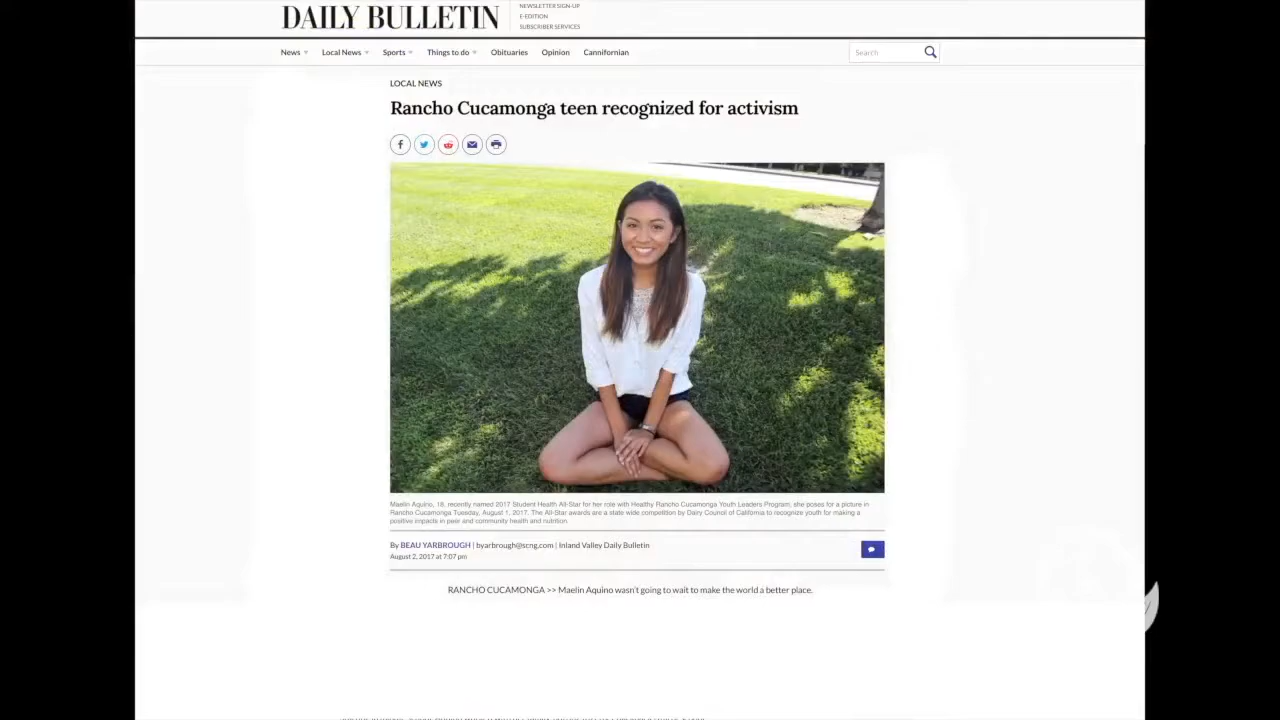 DAILY BULLETIN
NEWSLETTER SIGN-UP
E-EDITION
SUBSCRIBER SERVICES
News Local News Sports Things to do Obituaries Opinion Cannifornian
Search
LOCAL NEWS
Rancho Cucamonga teen recognized for activism
Maelin Aquino, 18, recently named 2017 Student Health All-Star for her role with Healthy Rancho Cucamonga Youth Leaders Program, she poses for a picture in
Rancho Cucamonga Tuesday, August 1, 2017. The All-Star awards are a state wide competition by Dairy Council of California to recognize youth for making a
positive impacts in peer and community health and nutrition.
By BEAU YARBROUGH | byarbrough@scng.com | Inland Valley Daily Bulletin
August 2, 2017 at 7:07 pm
RANCHO CUCAMONGA >> Maelin Aquino wasn't going to wait to make the world a better place.